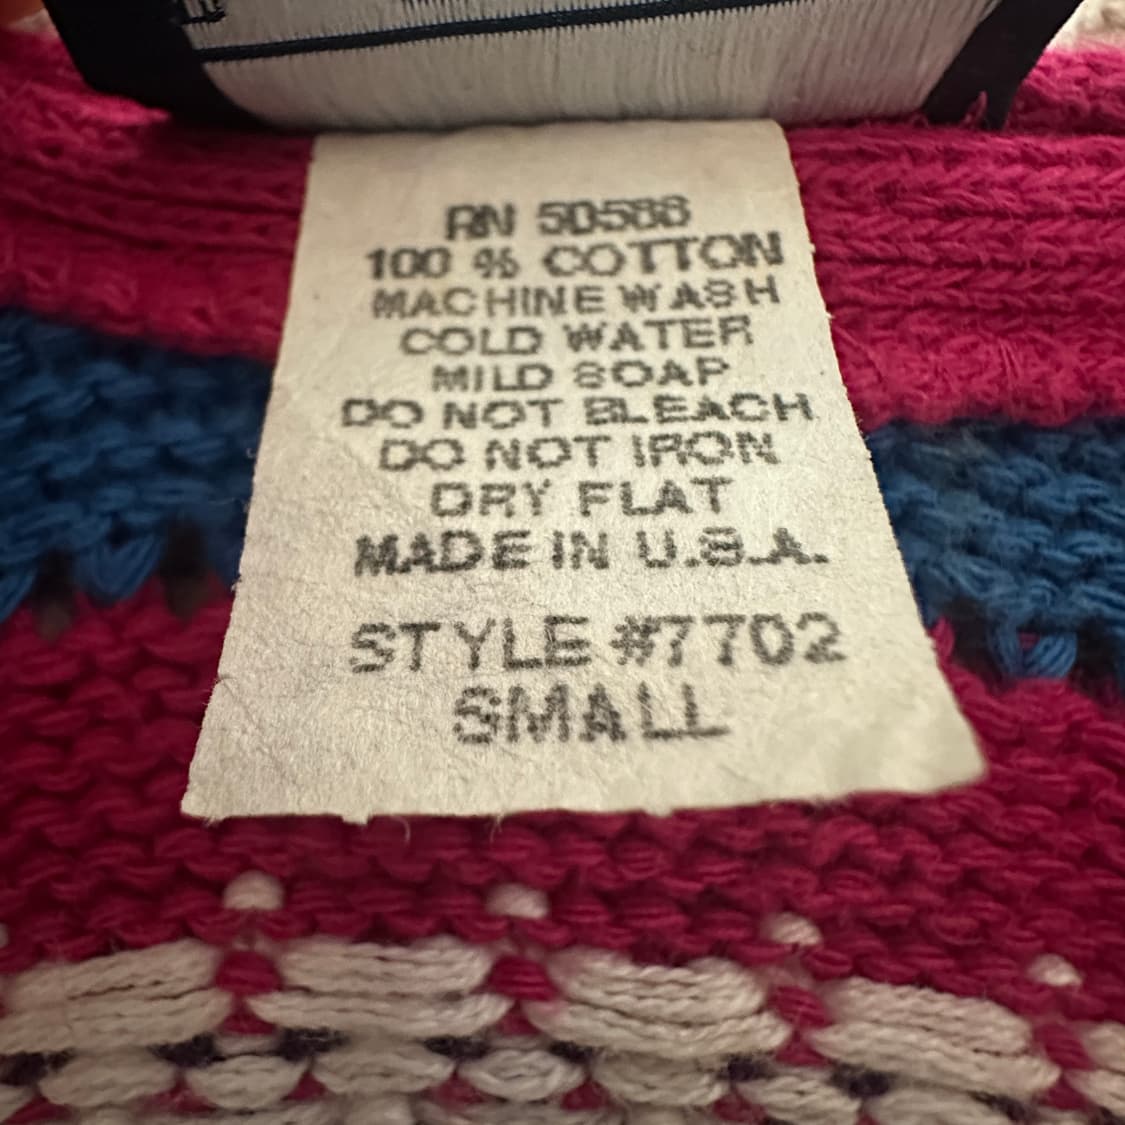 RN 50586
100 % COTTON
MACHINE WASH
COLD WATER
MILD SOAP
DO NOT BLEACH
DO NOT IRON
DRY FLAT
MADE IN U.S.A.
STYLE #7702
SMALL